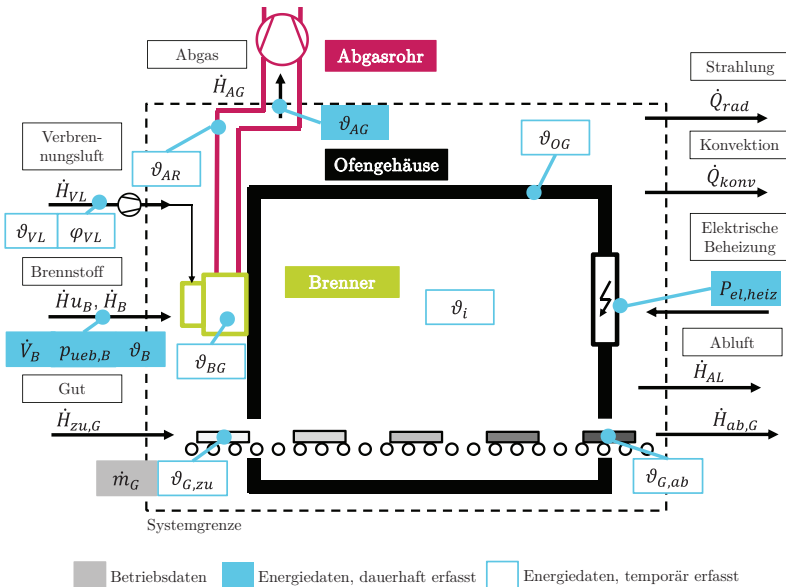 Abgas
Abgasrohr
Ḣ_AG
ϑ_AG
Strahlung
Q̇_rad
Verbren-
nungsluft
ϑ_AR
ϑ_OG
Konvektion
Ofengehäuse
Ḣ_VL
Q̇_konv
ϑ_VL φ_VL
Elektrische
Beheizung
Brennstoff
Brenner
Ḣu_B, Ḣ_B
ϑ_i
P_el,heiz
V̇_B p_ueb,B ϑ_B
ϑ_BG
Abluft
Gut
Ḣ_AL
Ḣ_zu,G
Ḣ_ab,G
ṁ_G ϑ_G,zu
ϑ_G,ab
Systemgrenze
Betriebsdaten
Energiedaten, dauerhaft erfasst
Energiedaten, temporär erfasst